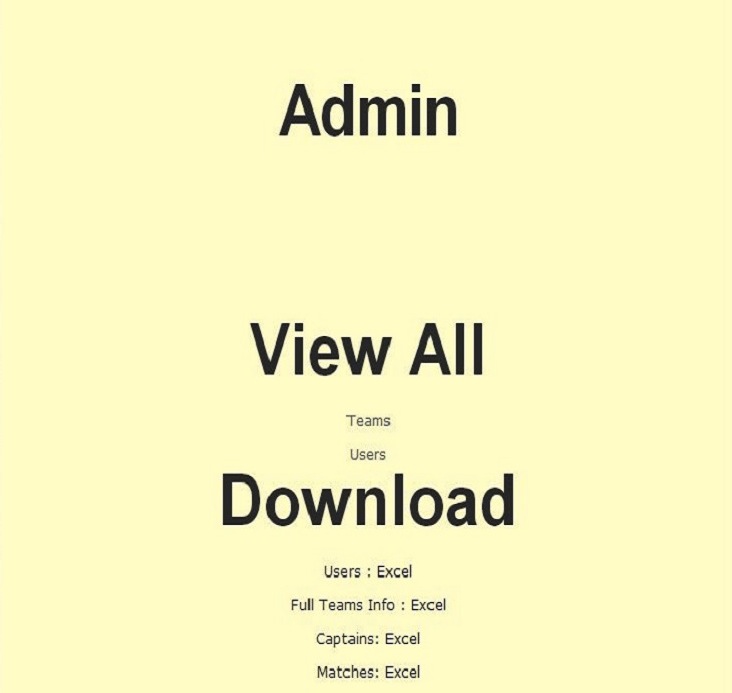 Admin
View All
Teams
Users
Download
Users : Excel
Full Teams Info : Excel
Captains: Excel
Matches: Excel